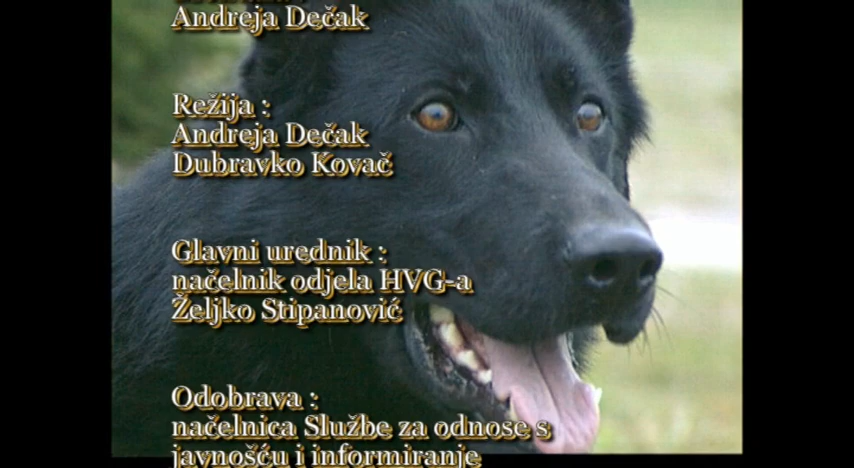 Andreja Dečak
Režija :
Andreja Dečak
Dubravko Kovač
Glavni urednik :
načelnik odjela HVG-a
Željko Stipanović
Odobrava :
načelnica Službe za odnose s
javnošću i informiranje